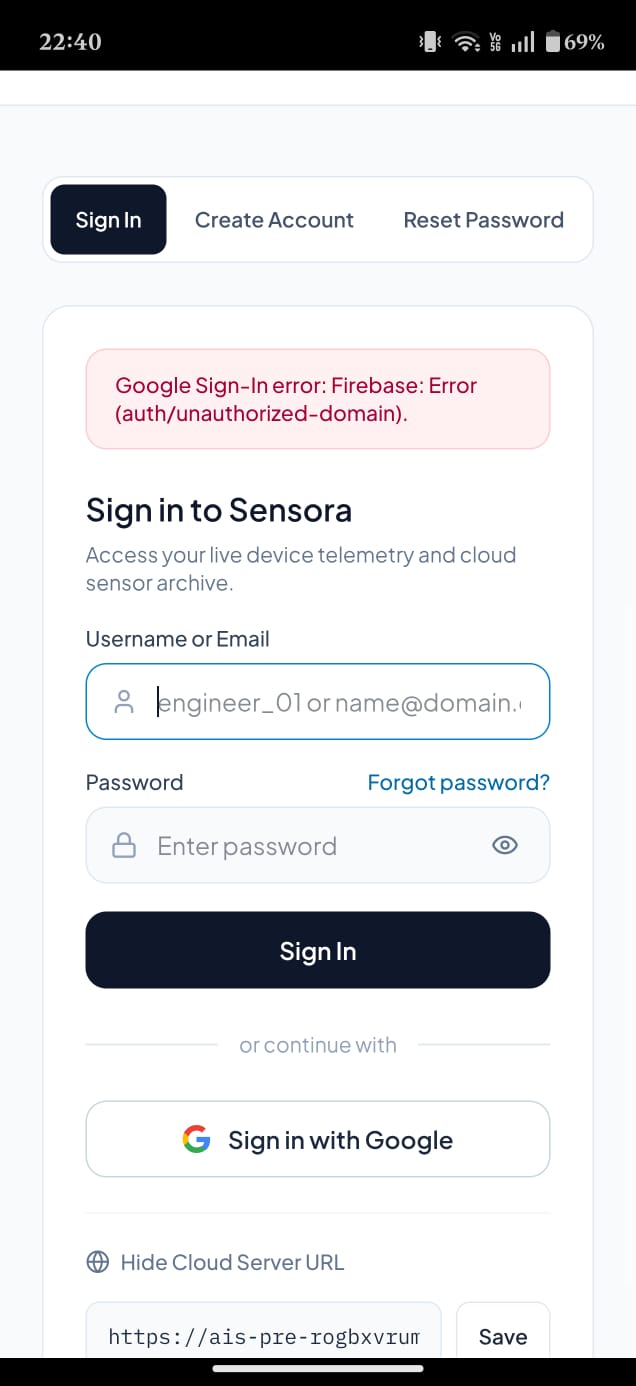 22:40
Vo
5G
69%
Sign In
Create Account
Reset Password
Google Sign-In error: Firebase: Error
(auth/unauthorized-domain).
Sign in to Sensora
Access your live device telemetry and cloud
sensor archive.
Username or Email
engineer_01 or name@domain.
Password
Forgot password?
Enter password
Sign In
or continue with
Sign in with Google
Hide Cloud Server URL
https://ais-pre-rogbxvrum
Save